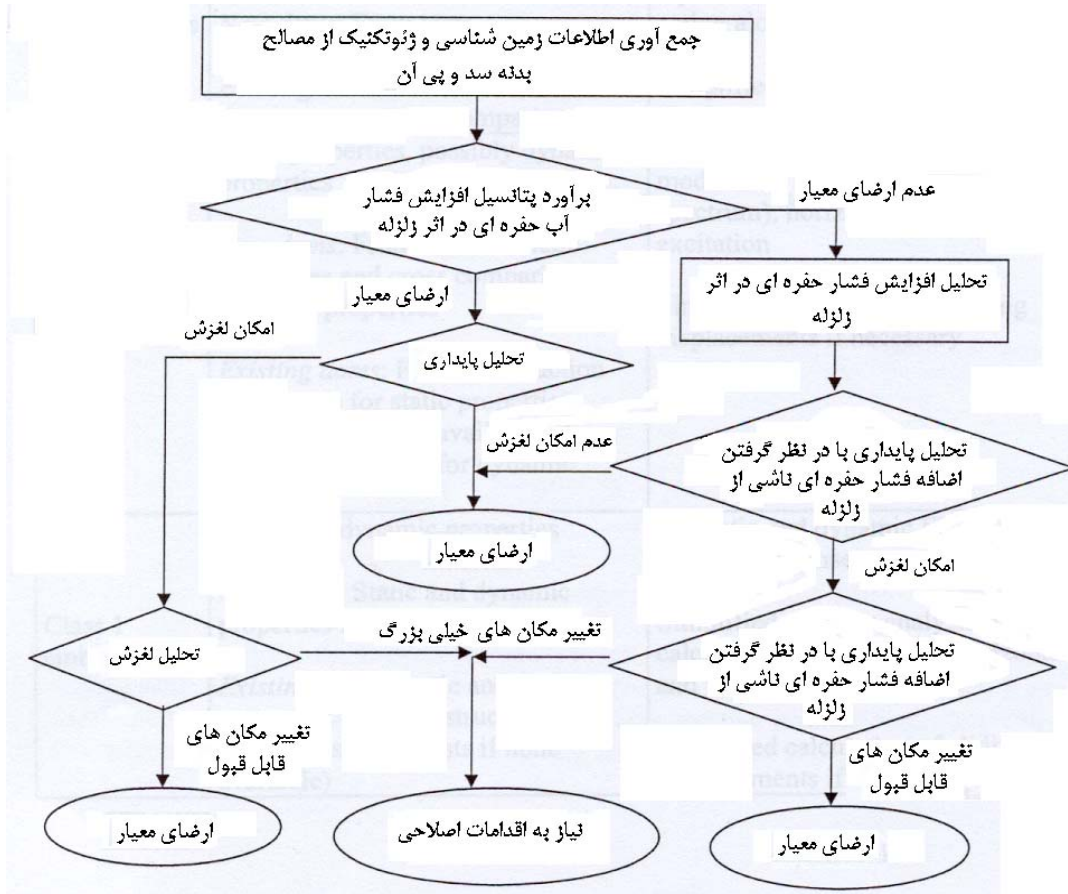 جمع آوری اطلاعات زمین شناسی و ژئوتکنیک از مصالح
بدنه سد و پی آن
برآورد پتانسیل افزایش فشار
آب حفره ای در اثر زلزله
عدم ارضای معیار
تحلیل افزایش فشار حفره ای در اثر
زلزله
ارضای معیار
امکان لغزش
تحلیل پایداری
تحلیل پایداری با در نظر گرفتن
اضافه فشار حفره ای ناشی از
زلزله
عدم امکان لغزش
ارضای معیار
امکان لغزش
تحلیل لغزش
تغییر مکان های خیلی بزرگ
تحلیل پایداری با در نظر گرفتن
اضافه فشار حفره ای ناشی از
زلزله
تغییر مکان های
قابل قبول
تغییر مکان های
قابل قبول
ارضای معیار
نیاز به اقدامات اصلاحی
ارضای معیار